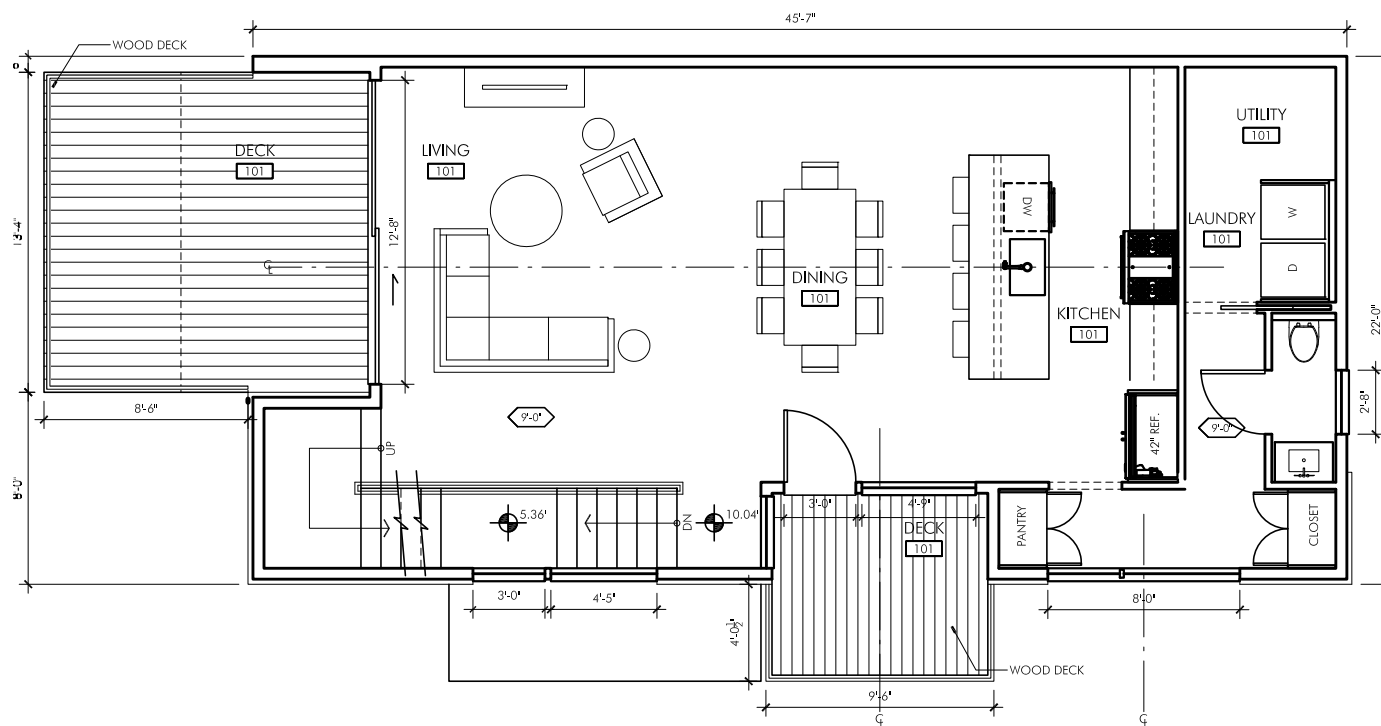 45'-7"
WOOD DECK
DECK
101
LIVING
101
UTILITY
101
13'-4"
12'-8"
DW
W
LAUNDRY
101
D
DINING
101
KITCHEN
101
22'-0"
8'-6"
9'-0"
42" REF.
9'-0"
2'-8"
UP
8'-0"
5.36'
DN
10.04'
3'-0"
4'-9"
DECK
101
PANTRY
CLOSET
3'-0"
4'-5"
4'-0½"
8'-0"
WOOD DECK
9'-6"